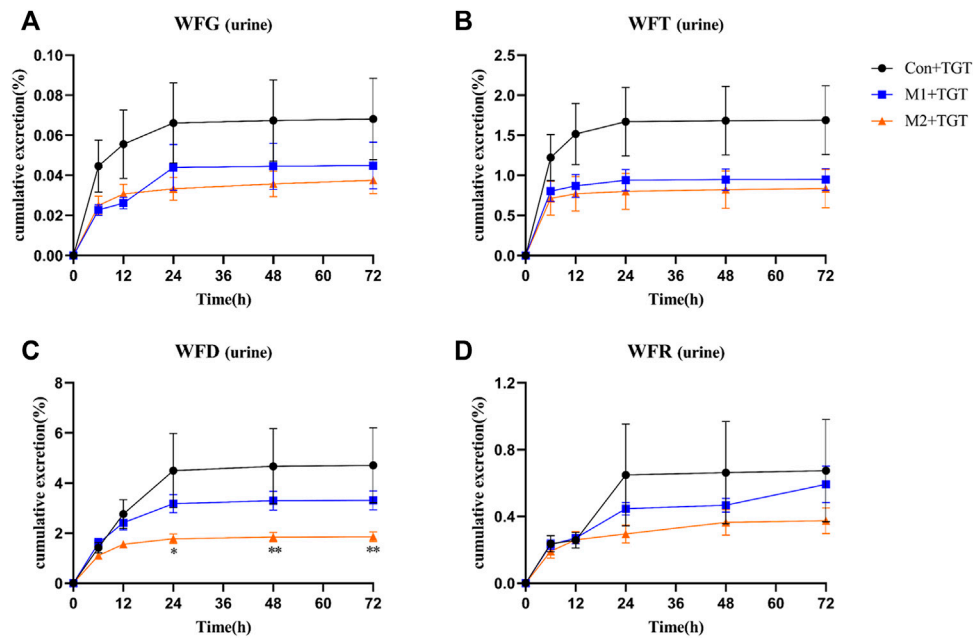 A
WFG (urine)
cumulative excretion(%)
0.10
0.08
0.06
0.04
0.02
0.00
0 12 24 36 48 60 72
Time(h)
B
WFT (urine)
cumulative excretion(%)
2.5
2.0
1.5
1.0
0.5
0.0
0 12 24 36 48 60 72
Time(h)
Con+TGT
M1+TGT
M2+TGT
C
WFD (urine)
cumulative excretion(%)
8
6
4
2
0
* ** **
0 12 24 36 48 60 72
Time(h)
D
WFR (urine)
cumulative excretion(%)
1.2
0.8
0.4
0.0
0 12 24 36 48 60 72
Time(h)